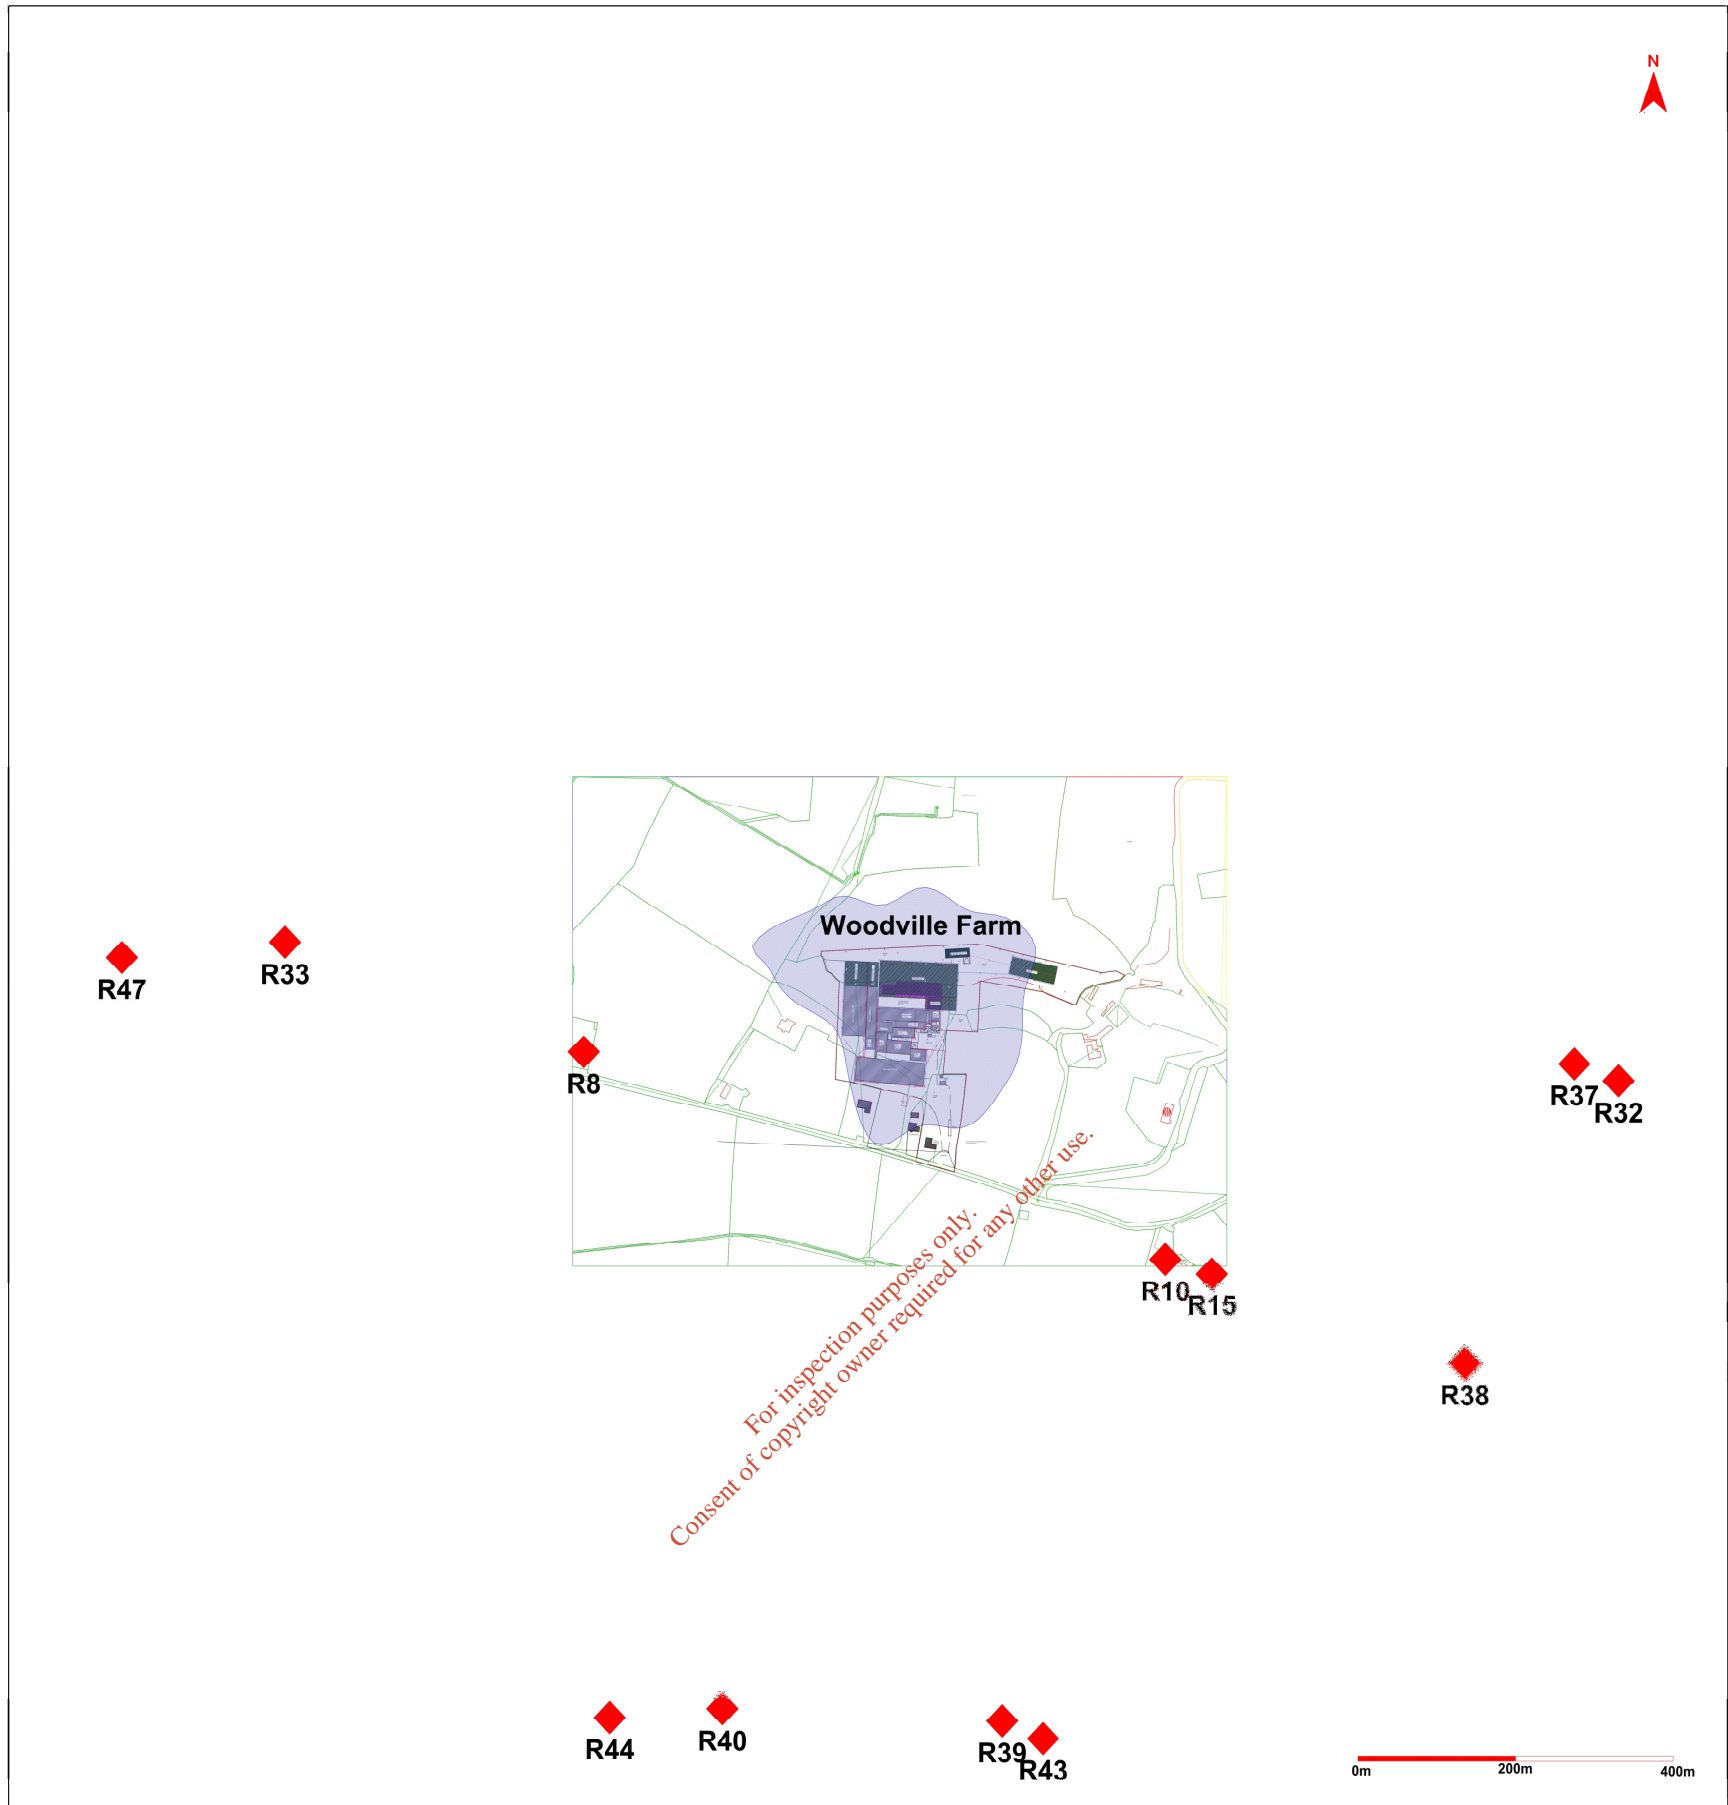 N
Woodville Farm
R47
R33
R8
R37
R32
R10
R15
R38
For inspection purposes only.
Consent of copyright owner required for any other use.
R44
R40
R39
R43
0m
200m
400m